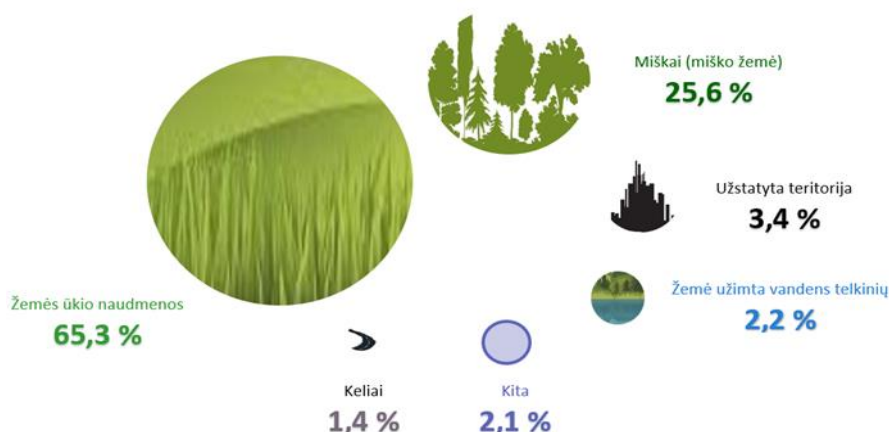 Miškai (miško žemė)
25,6 %
Užstatyta teritorija
3,4 %
Žemės ūkio naudmenos
65,3 %
Žemė užimta vandens telkinių
2,2 %
Keliai
1,4 %
Kita
2,1 %